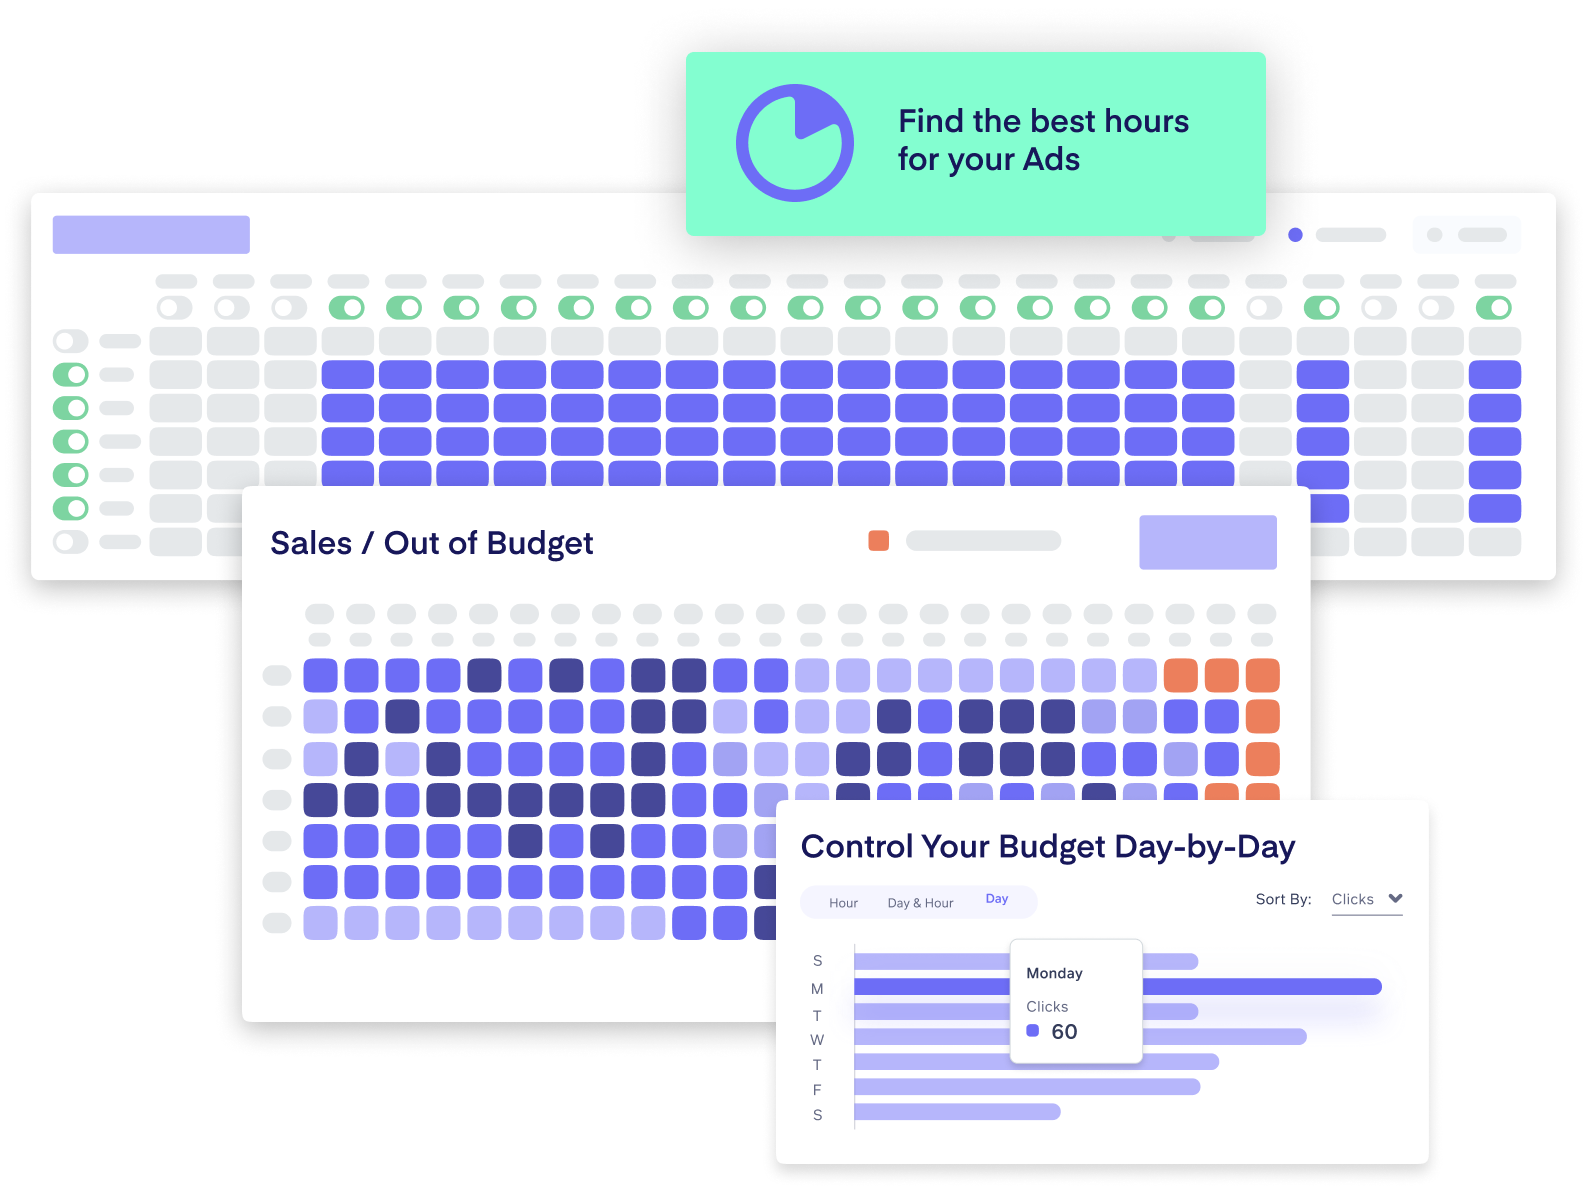 Find the best hours
for your Ads
Sales / Out of Budget
Control Your Budget Day-by-Day
Hour Day & Hour Day
Sort By: Clicks
S
M
T
W
T
F
S
Monday
Clicks
60